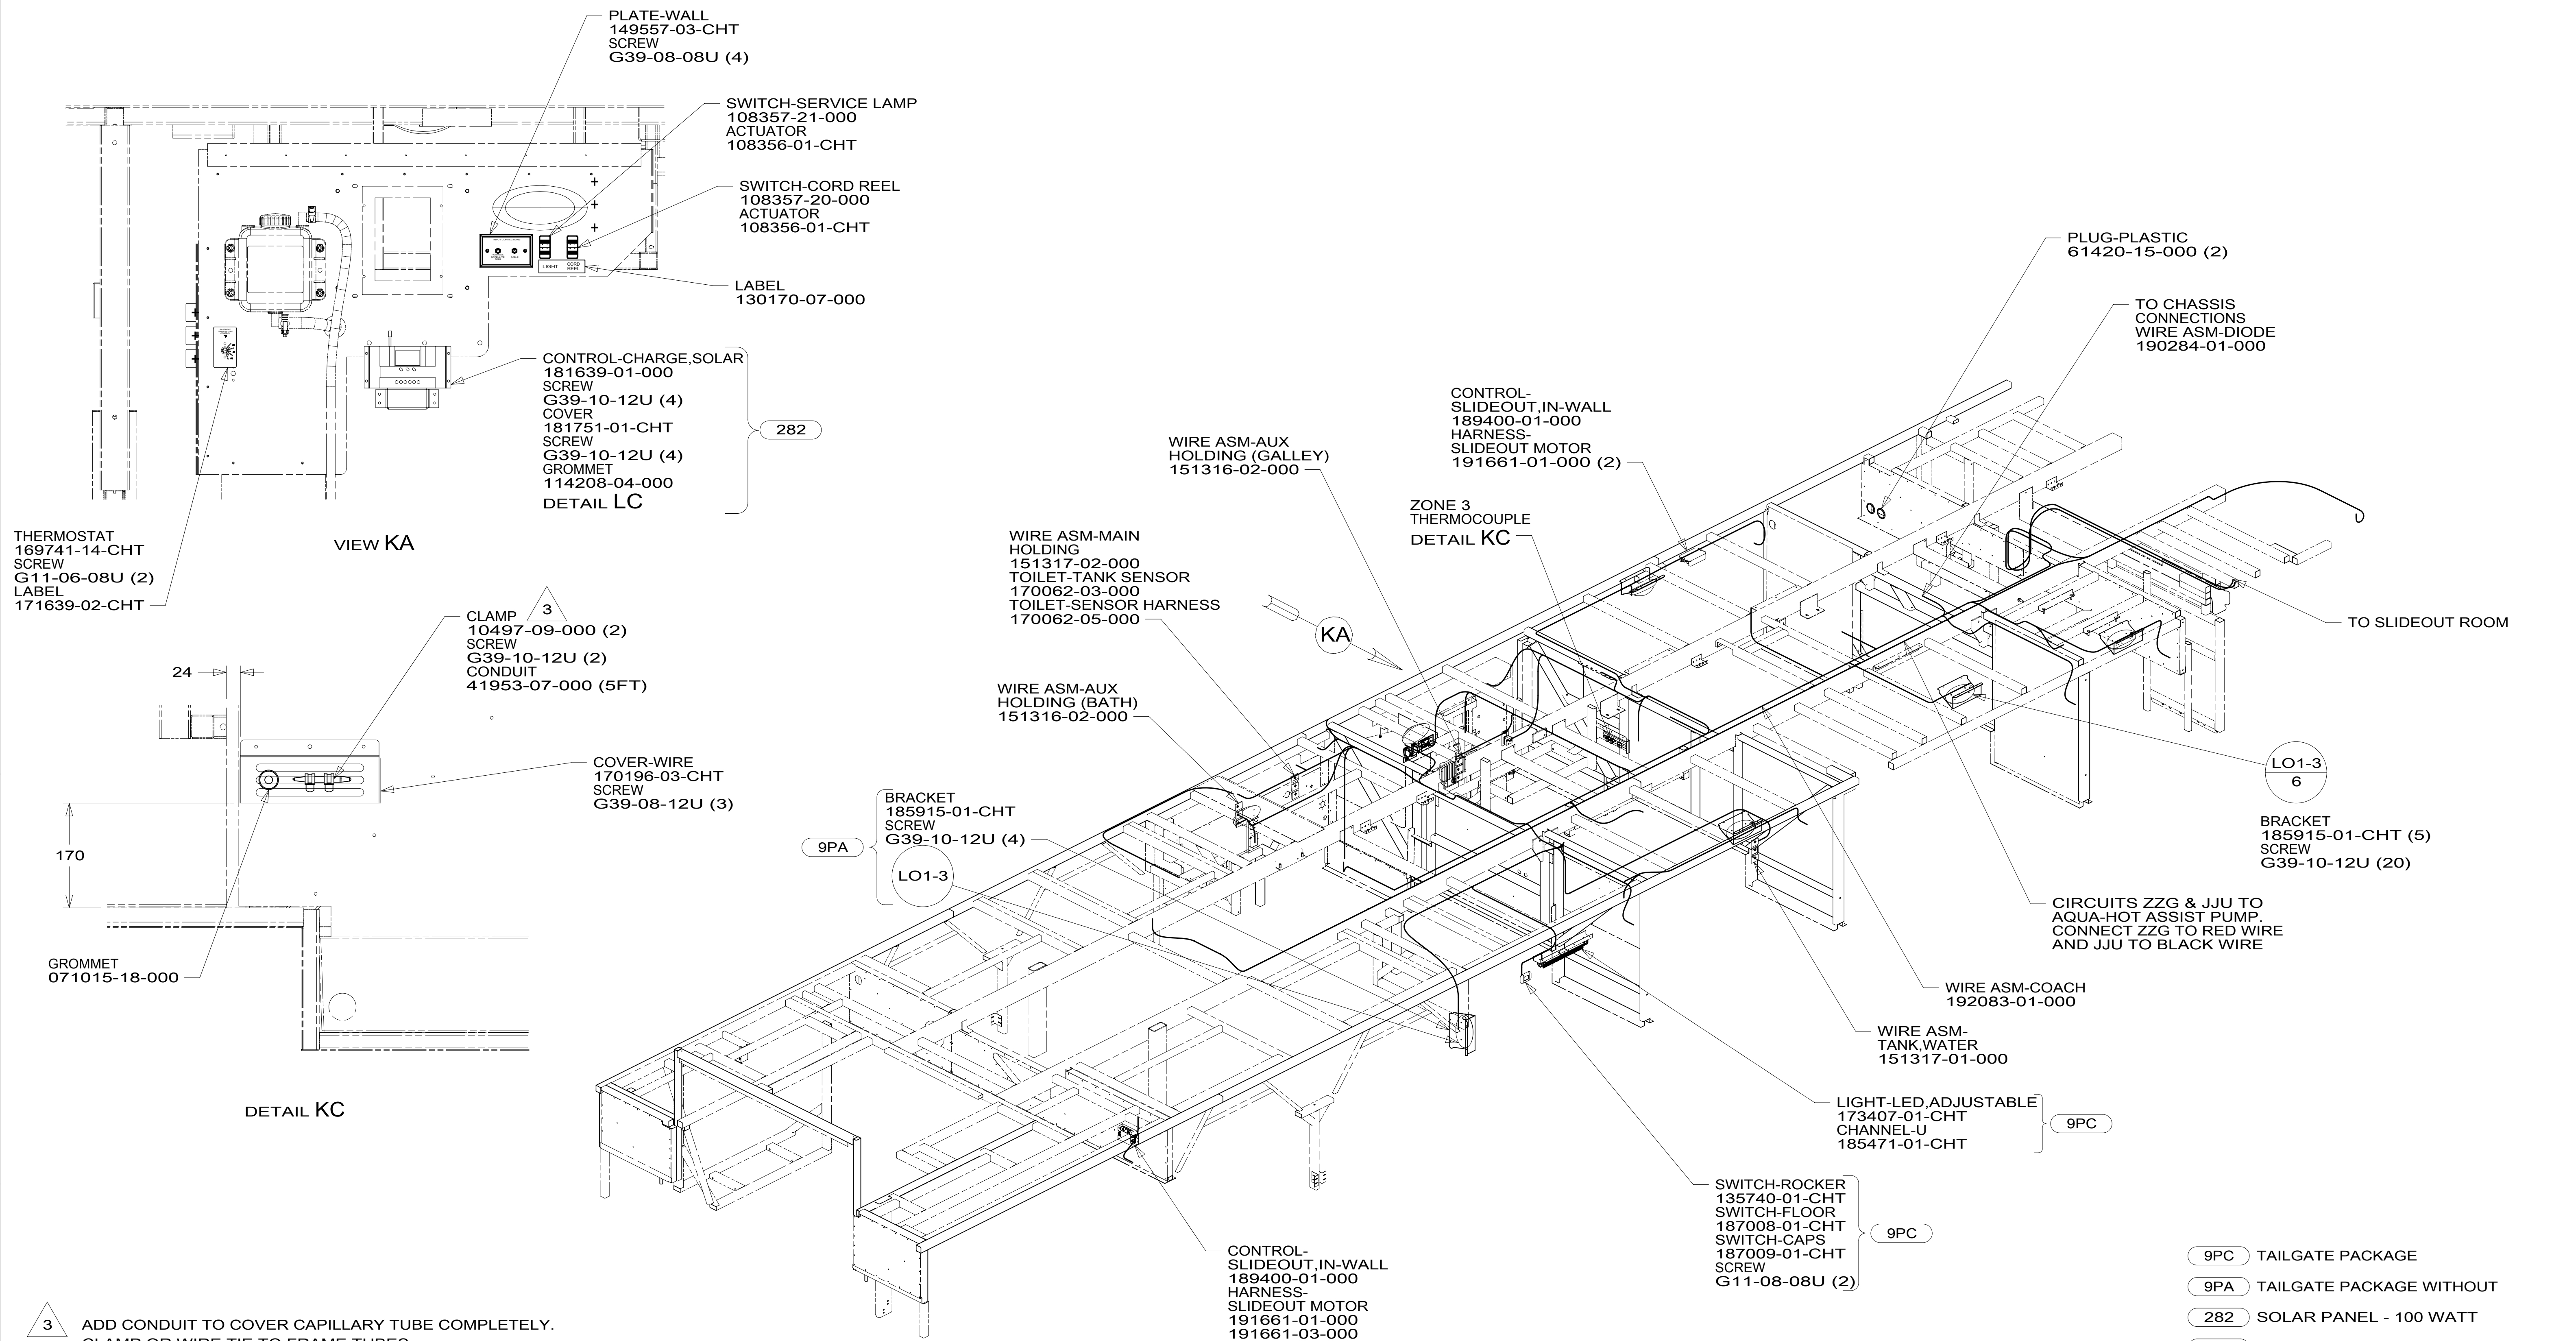 PLATE-WALL
149557-03-CHT
SCREW
G39-08-08U (4)
SWITCH-SERVICE LAMP
108357-21-000
ACTUATOR
108356-01-CHT
SWITCH-CORD REEL
108357-20-000
ACTUATOR
108356-01-CHT
LIGHT
CORD
REEL
LABEL
130170-07-000
CONTROL-CHARGE,SOLAR
181639-01-000
SCREW
G39-10-12U (4)
COVER
181751-01-CHT
SCREW
G39-10-12U (4)
GROMMET
114208-04-000
DETAIL LC
282
THERMOSTAT
169741-14-CHT
SCREW
G11-06-08U (2)
LABEL
171639-02-CHT
VIEW KA
CLAMP
3
10497-09-000 (2)
SCREW
G39-10-12U (2)
CONDUIT
41953-07-000 (5FT)
24
COVER-WIRE
170196-03-CHT
SCREW
G39-08-12U (3)
170
GROMMET
071015-18-000
DETAIL KC
3
ADD CONDUIT TO COVER CAPILLARY TUBE COMPLETELY.
CLAMP OR WIRE TIE TO FRAME TUBES
PLUG-PLASTIC
61420-15-000 (2)
TO CHASSIS
CONNECTIONS
WIRE ASM-DIODE
190284-01-000
CONTROL-
SLIDEOUT,IN-WALL
189400-01-000
HARNESS-
SLIDEOUT MOTOR
191661-01-000 (2)
WIRE ASM-AUX
HOLDING (GALLEY)
151316-02-000
ZONE 3
THERMOCOUPLE
DETAIL KC
WIRE ASM-MAIN
HOLDING
151317-02-000
TOILET-TANK SENSOR
170062-03-000
TOILET-SENSOR HARNESS
170062-05-000
KA
WIRE ASM-AUX
HOLDING (BATH)
151316-02-000
TO SLIDEOUT ROOM
9PA
BRACKET
185915-01-CHT
SCREW
G39-10-12U (4)
LO1-3
LO1-3
6
BRACKET
185915-01-CHT (5)
SCREW
G39-10-12U (20)
CIRCUITS ZZG & JJU TO
AQUA-HOT ASSIST PUMP.
CONNECT ZZG TO RED WIRE
AND JJU TO BLACK WIRE
WIRE ASM-COACH
192083-01-000
WIRE ASM-
TANK,WATER
151317-01-000
LIGHT-LED,ADJUSTABLE
173407-01-CHT
CHANNEL-U
185471-01-CHT
9PC
SWITCH-ROCKER
135740-01-CHT
SWITCH-FLOOR
187008-01-CHT
SWITCH-CAPS
187009-01-CHT
SCREW
G11-08-08U (2)
9PC
CONTROL-
SLIDEOUT,IN-WALL
189400-01-000
HARNESS-
SLIDEOUT MOTOR
191661-01-000
191661-03-000
9PC TAILGATE PACKAGE
9PA TAILGATE PACKAGE WITHOUT
282 SOLAR PANEL - 100 WATT